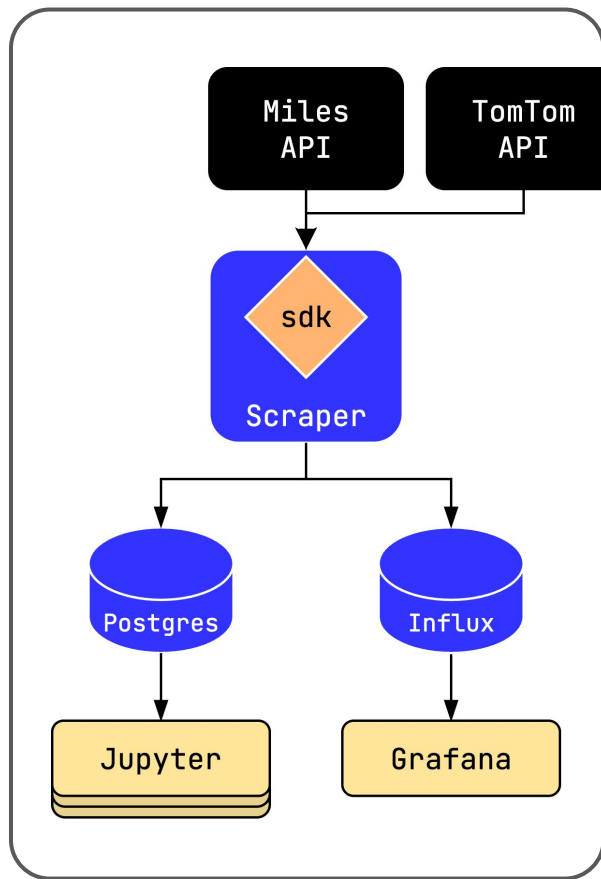 Miles
API
TomTom
API
sdk
Scraper
Postgres
Influx
Jupyter
Grafana